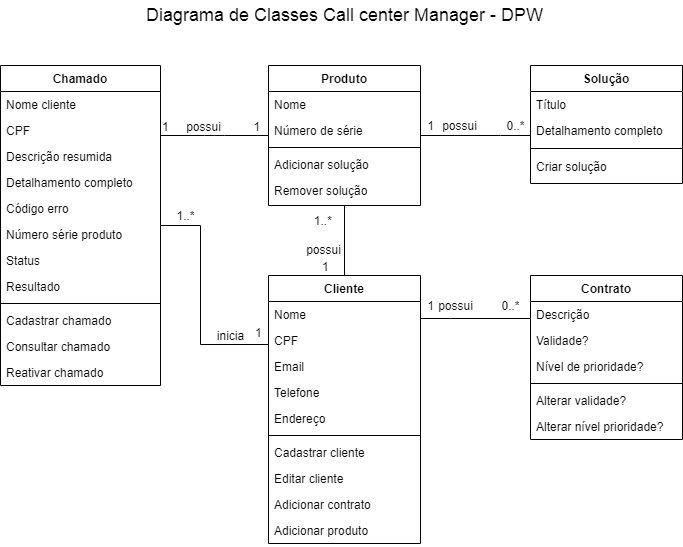 Diagrama de Classes Call center Manager - DPW
Chamado
Nome cliente
CPF
Descrição resumida
Detalhamento completo
Código erro
Número série produto
Status
Resultado
Cadastrar chamado
Consultar chamado
Reativar chamado
1 possui 1
Produto
Nome
Número de série
Adicionar solução
Remover solução
1 possui 0..*
Solução
Título
Detalhamento completo
Criar solução
1..*
inicia 1
1..*
possui
1
Cliente
Nome
CPF
Email
Telefone
Endereço
Cadastrar cliente
Editar cliente
Adicionar contrato
Adicionar produto
1 possui 0..*
Contrato
Descrição
Validade?
Nível de prioridade?
Alterar validade?
Alterar nível prioridade?